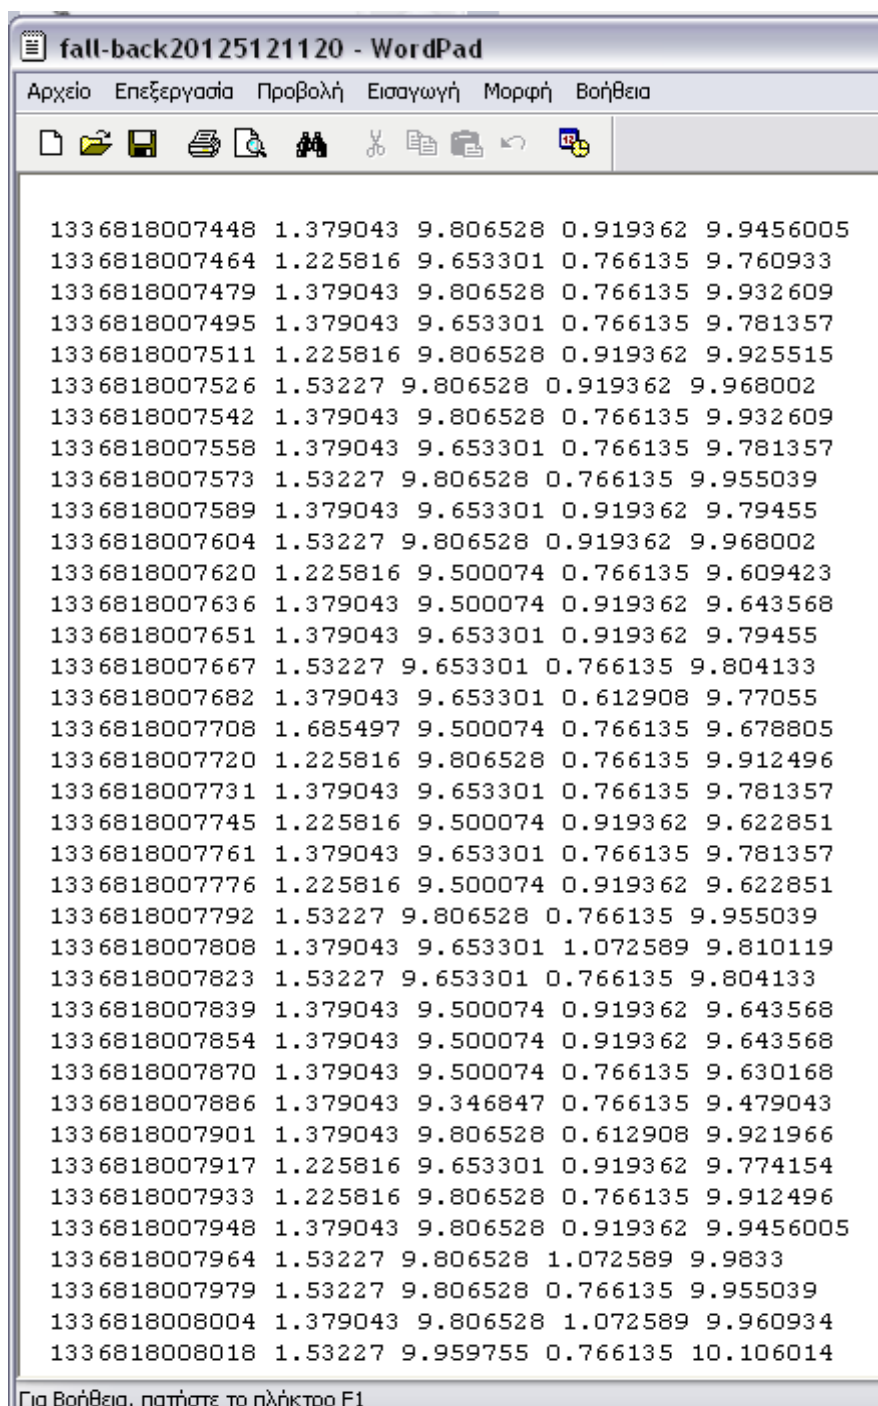 fall-back20125121120 - WordPad
Αρχείο Επεξεργασία Προβολή Εισαγωγή Μορφή Βοήθεια
1336818007448 1.379043 9.806528 0.919362 9.9456005
1336818007464 1.225816 9.653301 0.766135 9.760933
1336818007479 1.379043 9.806528 0.766135 9.932609
1336818007495 1.379043 9.653301 0.766135 9.781357
1336818007511 1.225816 9.806528 0.919362 9.925515
1336818007526 1.53227 9.806528 0.919362 9.968002
1336818007542 1.379043 9.806528 0.766135 9.932609
1336818007558 1.379043 9.653301 0.766135 9.781357
1336818007573 1.53227 9.806528 0.766135 9.955039
1336818007589 1.379043 9.653301 0.919362 9.79455
1336818007604 1.53227 9.806528 0.919362 9.968002
1336818007620 1.225816 9.500074 0.766135 9.609423
1336818007636 1.379043 9.500074 0.919362 9.643568
1336818007651 1.379043 9.653301 0.919362 9.79455
1336818007667 1.53227 9.653301 0.766135 9.804133
1336818007682 1.379043 9.653301 0.612908 9.77055
1336818007708 1.685497 9.500074 0.766135 9.678805
1336818007720 1.225816 9.806528 0.766135 9.912496
1336818007731 1.379043 9.653301 0.766135 9.781357
1336818007745 1.225816 9.500074 0.919362 9.622851
1336818007761 1.379043 9.653301 0.766135 9.781357
1336818007776 1.225816 9.500074 0.919362 9.622851
1336818007792 1.53227 9.806528 0.766135 9.955039
1336818007808 1.379043 9.653301 1.072589 9.810119
1336818007823 1.53227 9.653301 0.766135 9.804133
1336818007839 1.379043 9.500074 0.919362 9.643568
1336818007854 1.379043 9.500074 0.919362 9.643568
1336818007870 1.379043 9.500074 0.766135 9.630168
1336818007886 1.379043 9.346847 0.766135 9.479043
1336818007901 1.379043 9.806528 0.612908 9.921966
1336818007917 1.225816 9.653301 0.919362 9.774154
1336818007933 1.225816 9.806528 0.766135 9.912496
1336818007948 1.379043 9.806528 0.919362 9.9456005
1336818007964 1.53227 9.806528 1.072589 9.9833
1336818007979 1.53227 9.806528 0.766135 9.955039
1336818008004 1.379043 9.806528 1.072589 9.960934
1336818008018 1.53227 9.959755 0.766135 10.106014
Για Βοήθεια, πατήστε το πλήκτρο F1